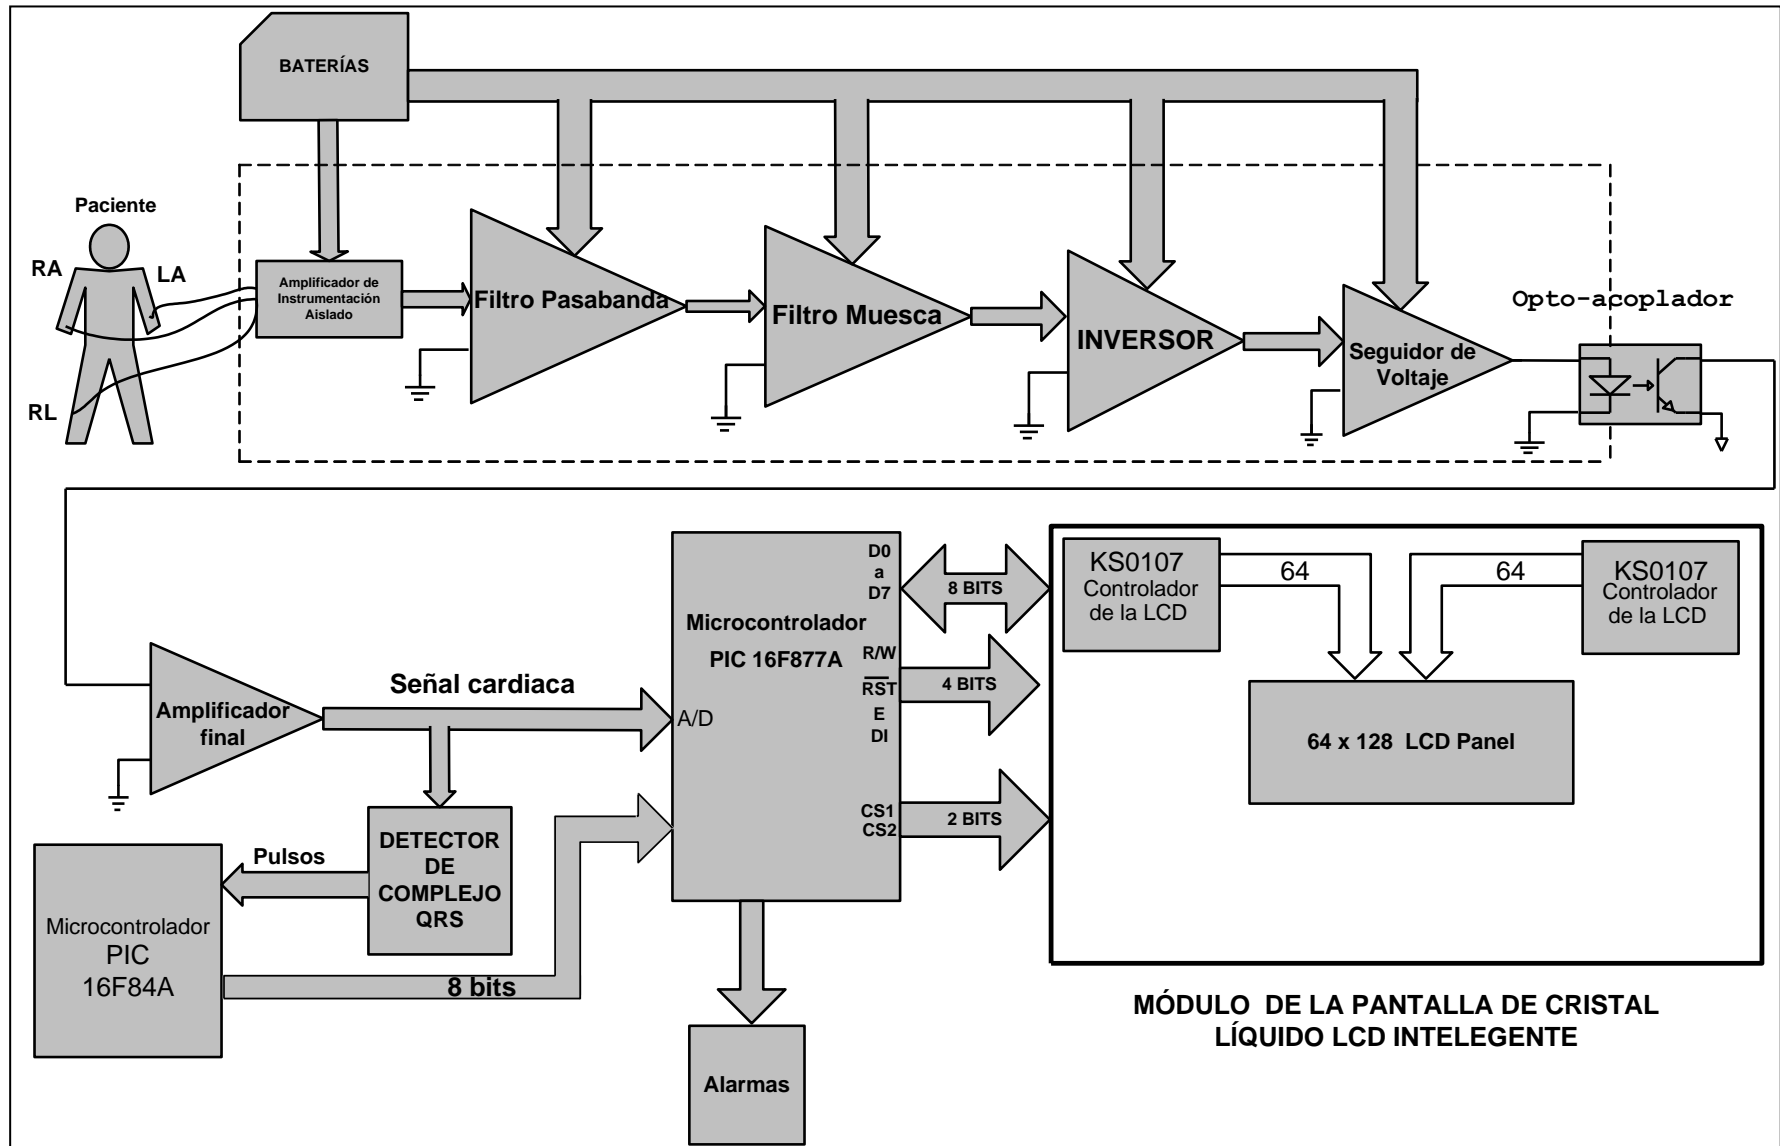 BATERÍAS
Paciente
RA
LA
RL
Amplificador de
Instrumentación
Aislado
Filtro Pasabanda
Filtro Muesca
INVERSOR
Seguidor de
Voltaje
Opto-acoplador
Amplificador
final
Señal cardiaca
A/D
Microcontrolador
PIC 16F877A
D0
a
D7
R/W
RST
E
DI
CS1
CS2
8 BITS
4 BITS
2 BITS
KS0107
Controlador
de la LCD
64
64
KS0107
Controlador
de la LCD
64 x 128 LCD Panel
DETECTOR
DE
COMPLEJO
QRS
Pulsos
Microcontrolador
PIC
16F84A
8 bits
Alarmas
MÓDULO DE LA PANTALLA DE CRISTAL
LÍQUIDO LCD INTELEGENTE